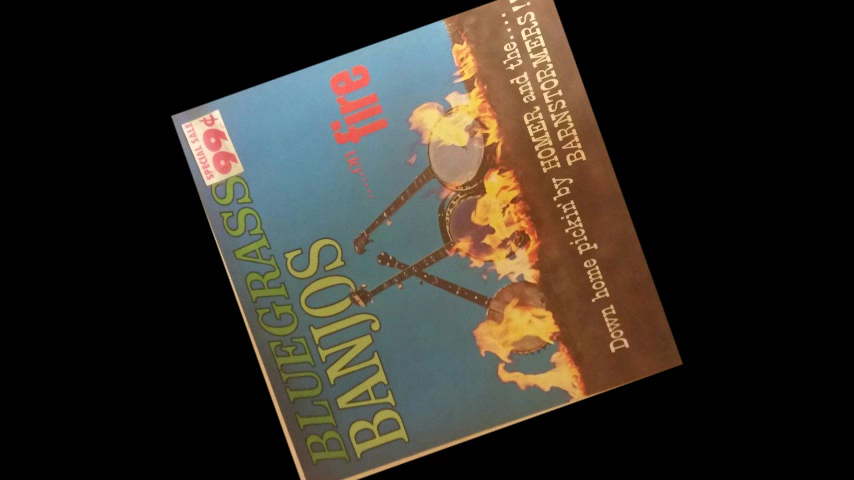 BLUEGRASS
BANJOS
.....on fire
SPECIAL SALE
99¢
Down home pickin' by HOMER and the....
BARNSTORMERS!!